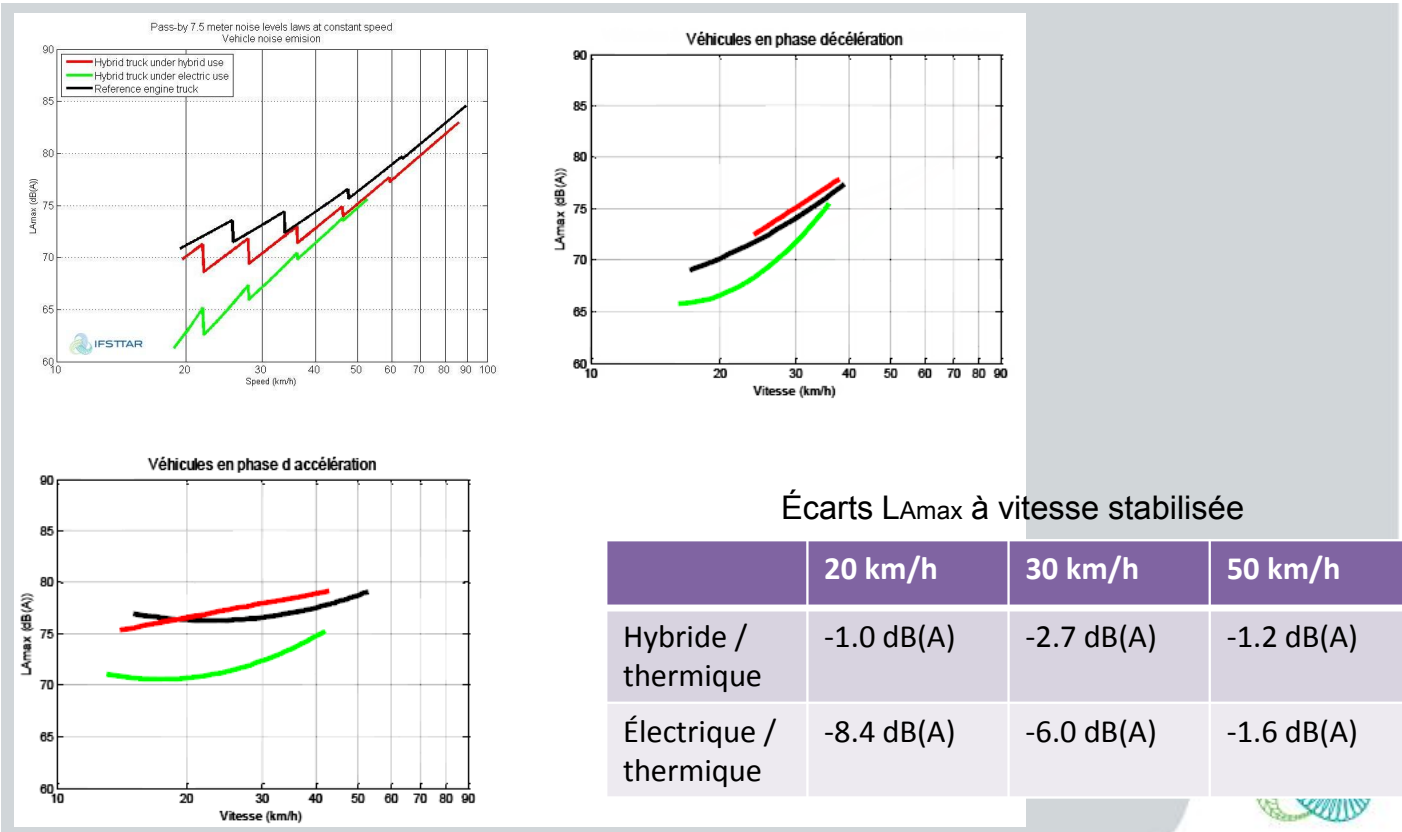 Pass-by 7.5 meter noise levels laws at constant speed
Vehicle noise emision
90
85
80
75
70
65
60
LAmax (dB(A))
Hybrid truck under hybrid use
Hybrid truck under electric use
Reference engine truck
IFSTTAR
10 20 30 40 50 60 70 80 90 100
Speed (km/h)
Véhicules en phase décélération
90
85
80
75
70
65
60
LAmax (dB(A))
10 20 30 40 50 60 70 80 90
Vitesse (km/h)
Véhicules en phase d accélération
90
85
80
75
70
65
60
LAmax (dB(A))
10 20 30 40 50 60 70 80 90
Vitesse (km/h)
Écarts LAmax à vitesse stabilisée
20 km/h 30 km/h 50 km/h
Hybride / thermique -1.0 dB(A) -2.7 dB(A) -1.2 dB(A)
Électrique / thermique -8.4 dB(A) -6.0 dB(A) -1.6 dB(A)